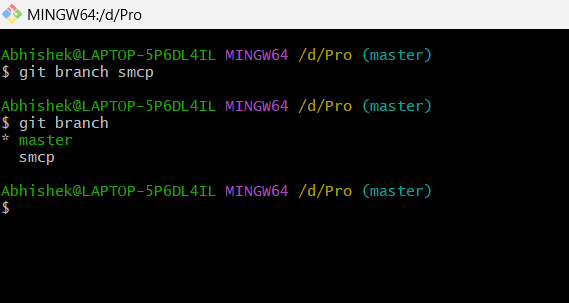 MINGW64:/d/Pro
Abhishek@LAPTOP-5P6DL4IL MINGW64 /d/Pro (master)
$ git branch smcp
Abhishek@LAPTOP-5P6DL4IL MINGW64 /d/Pro (master)
$ git branch
* master
  smcp
Abhishek@LAPTOP-5P6DL4IL MINGW64 /d/Pro (master)
$